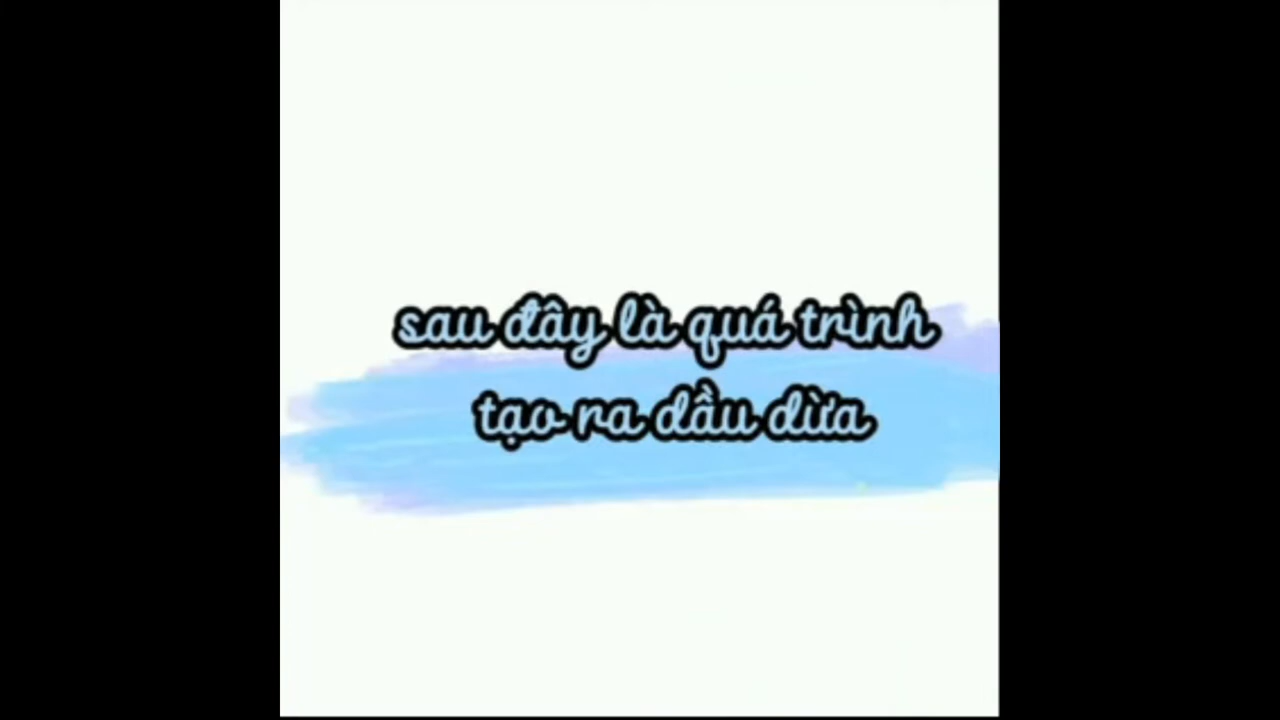 sau đây là quá trình
tạo ra dầu dừa